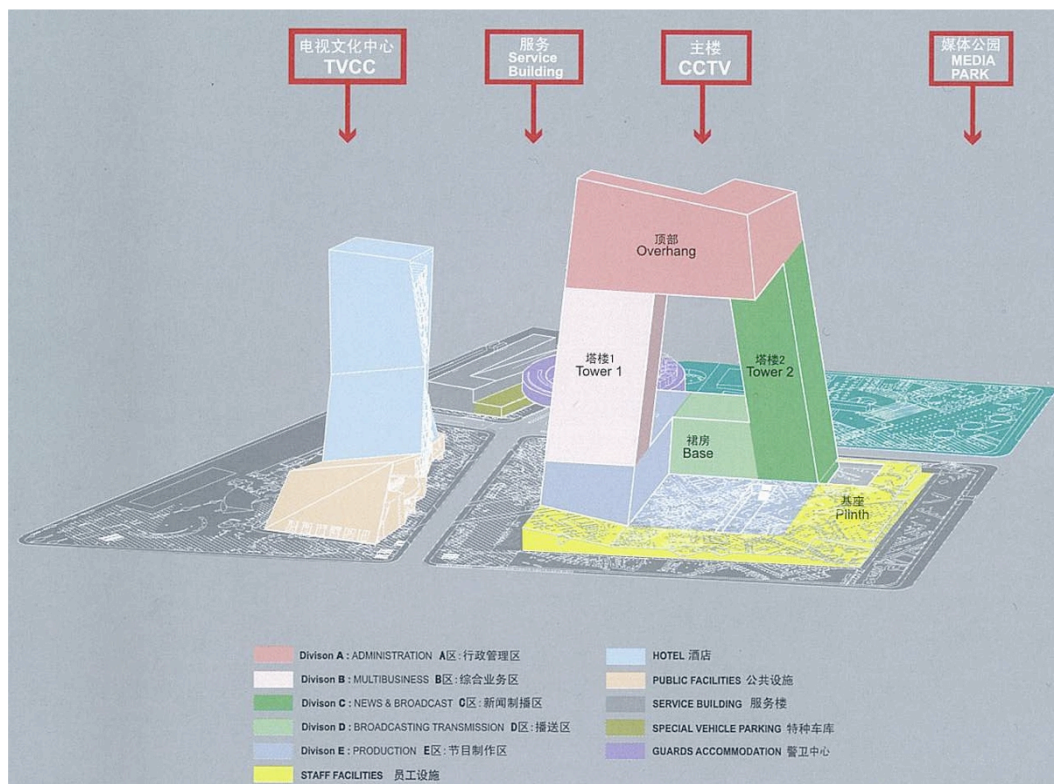 电视文化中心
TVCC
服务
Service
Building
主楼
CCTV
媒体公园
MEDIA
PARK
顶部
Overhang
塔楼1
Tower 1
塔楼2
Tower 2
裙房
Base
基座
Plinth
Divison A : ADMINISTRATION A区:行政管理区
Divison B : MULTIBUSINESS B区:综合业务区
Divison C : NEWS & BROADCAST C区:新闻制播区
Divison D : BROADCASTING TRANSMISSION D区:播送区
Divison E : PRODUCTION E区:节目制作区
STAFF FACILITIES 员工设施
HOTEL 酒店
PUBLIC FACILITIES 公共设施
SERVICE BUILDING 服务楼
SPECIAL VEHICLE PARKING 特种车库
GUARDS ACCOMMODATION 警卫中心